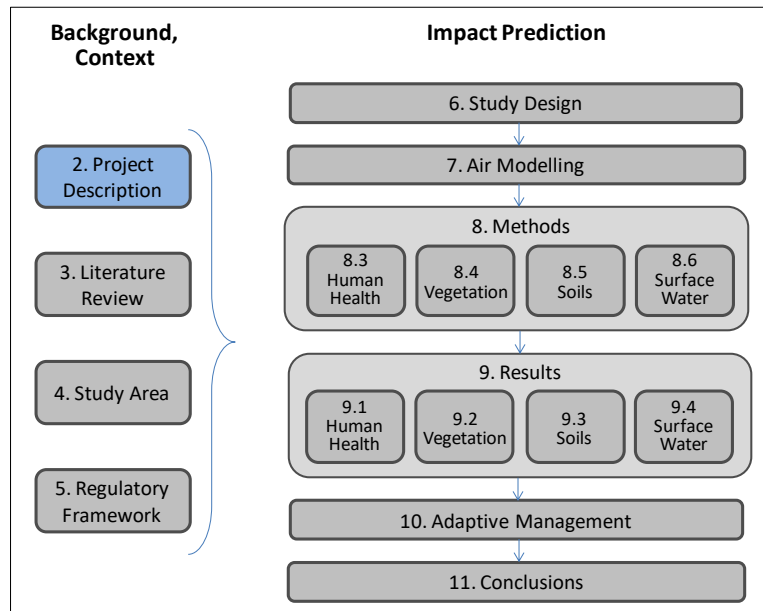 Background,
Context
2. Project
Description
3. Literature
Review
4. Study Area
5. Regulatory
Framework
Impact Prediction
6. Study Design
7. Air Modelling
8. Methods
8.3
Human
Health
8.4
Vegetation
8.5
Soils
8.6
Surface
Water
9. Results
9.1
Human
Health
9.2
Vegetation
9.3
Soils
9.4
Surface
Water
10. Adaptive Management
11. Conclusions